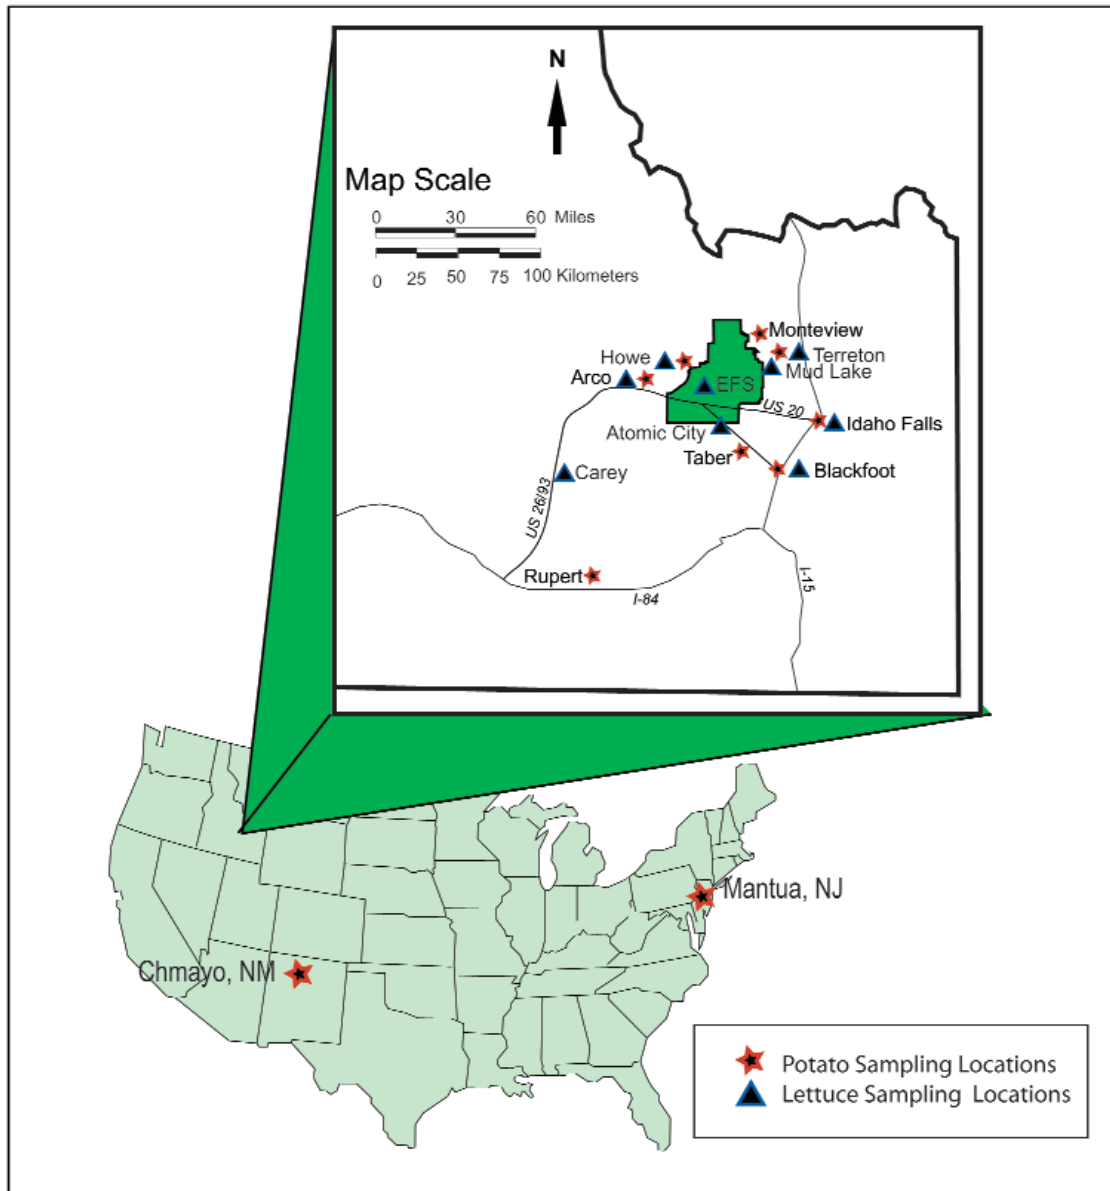 N
Map Scale
0 30 60 Miles
0 25 50 75 100 Kilometers
Monteview
Howe
Terreton
Mud Lake
Arco
EFS
US 20
Atomic City
Idaho Falls
Taber
Blackfoot
Carey
US 26/93
Rupert
I-84
I-15
Mantua, NJ
Chmayo, NM
Potato Sampling Locations
Lettuce Sampling Locations